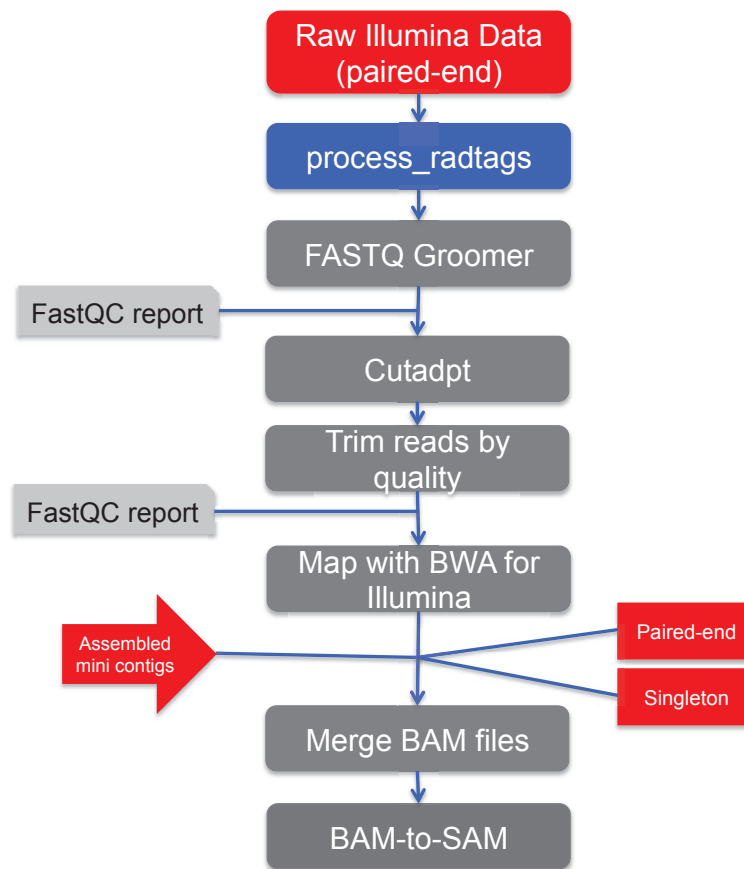 Raw Illumina Data
(paired-end)
process_radtags
FASTQ Groomer
FastQC report
Cutadpt
Trim reads by
quality
FastQC report
Map with BWA for
Illumina
Assembled
mini contigs
Paired-end
Singleton
Merge BAM files
BAM-to-SAM